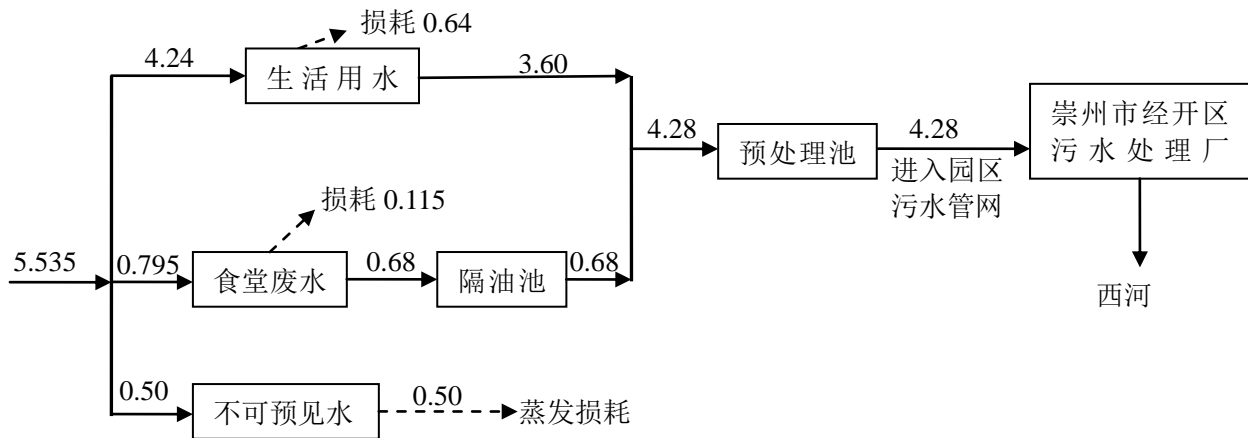 损耗 0.64
4.24
生活用水
3.60
4.28
预处理池
4.28
进入园区
污水管网
崇州市经开区
污水处理厂
西河
损耗 0.115
5.535
0.795
食堂废水
0.68
隔油池
0.68
0.50
不可预见水
0.50
蒸发损耗